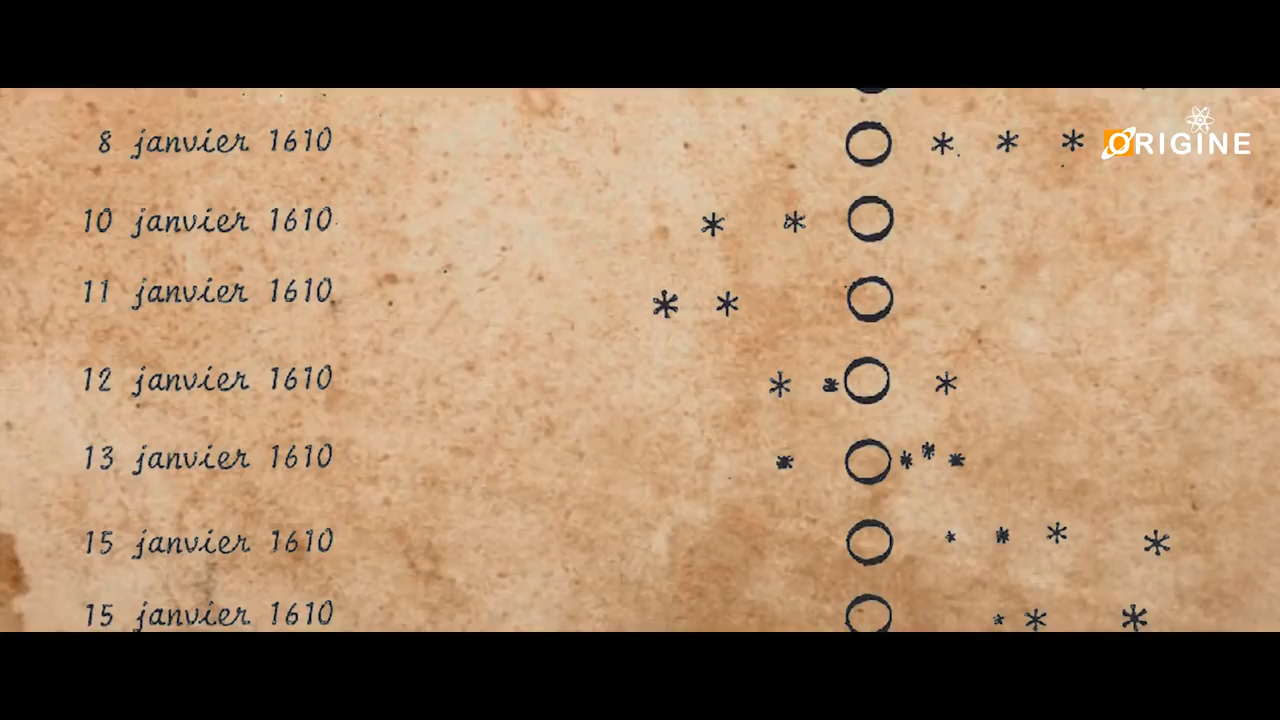 8 janvier 1610
ORIGINE
10 janvier 1610
11 janvier 1610
12 janvier 1610
13 janvier 1610
15 janvier 1610
15 janvier 1610